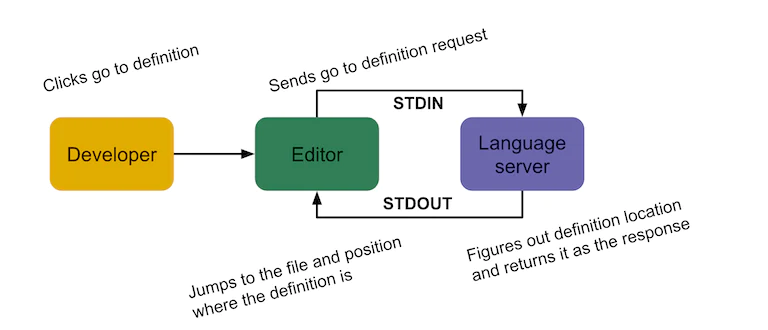 Clicks go to definition
Sends go to definition request
STDIN
Developer
Editor
Language
server
STDOUT
Jumps to the file and position
where the definition is
Figures out definition location
and returns it as the response